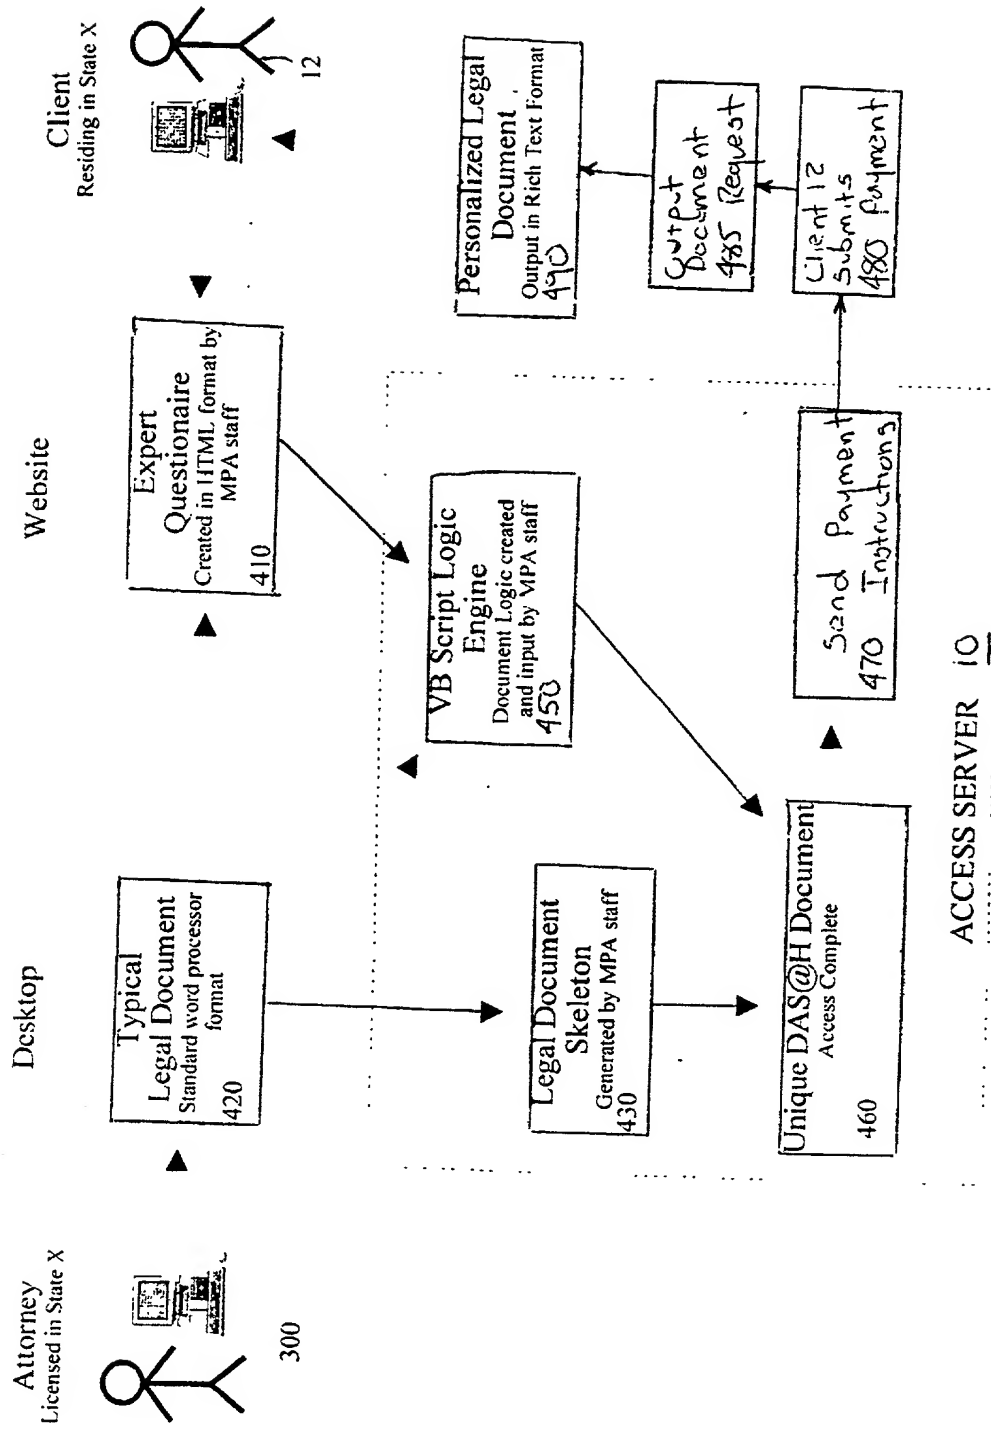 Attorney
Licensed in State X
300
Desktop
Typical
Legal Document
Standard word processor
format
420
Website
Expert
Questionaire
Created in HTML format by
MPA staff
410
Client
Residing in State X
12
Legal Document
Skeleton
Generated by MPA staff
430
VB Script Logic
Engine
Document Logic created
and input by MPA staff
450
Personalized Legal
Document
Output in Rich Text Format
490
Output
Document
485 Request
Unique DAS@H Document
Access Complete
460
Send Payment
470 Instructions
Client 12
Submits
480 Payment
ACCESS SERVER 10